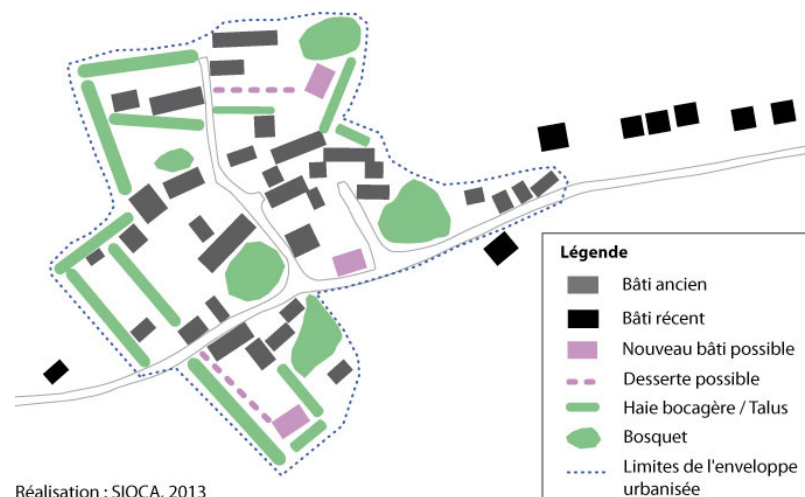 Légende
Bâti ancien
Bâti récent
Nouveau bâti possible
Desserte possible
Haie bocagère / Talus
Bosquet
Limites de l'enveloppe
urbanisée
Réalisation : SIOCA, 2013